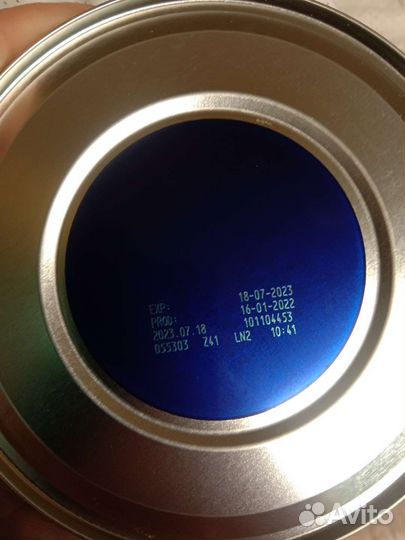 EXP: 18-07-2023
PROD: 16-01-2022
2023.07.18 101104453
055303 Z41 LN2 10:41
Avito